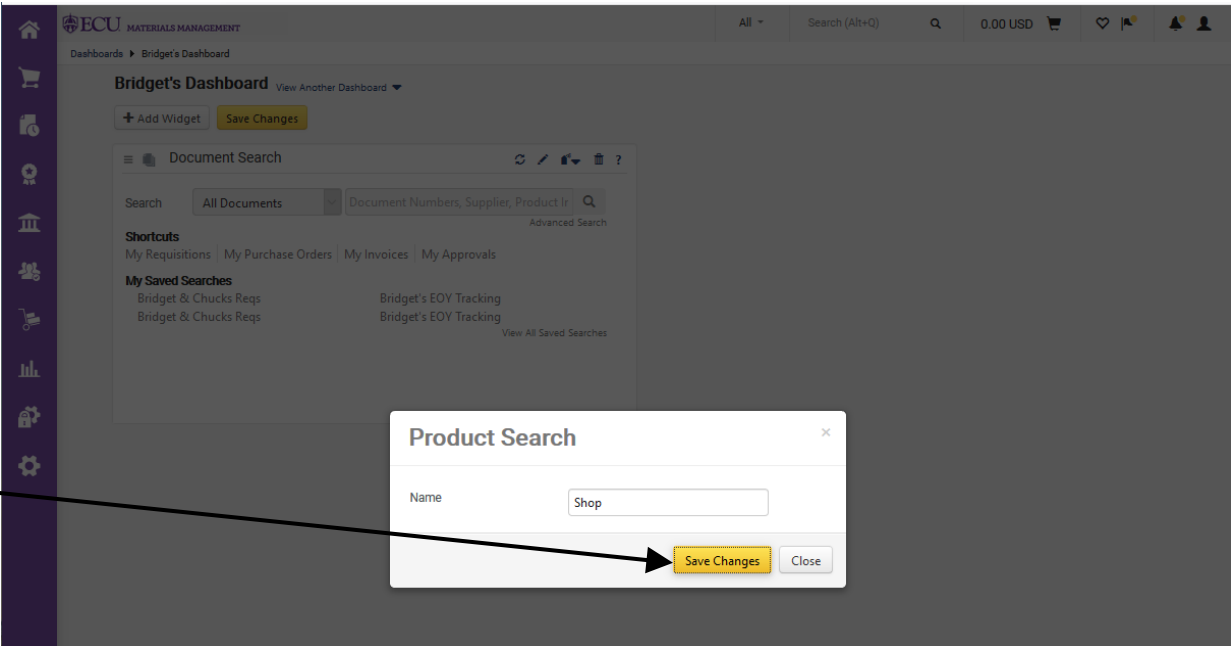 ECU MATERIALS MANAGEMENT All Search (Alt+Q) 0.00 USD
Dashboards Bridget's Dashboard
Bridget's Dashboard View Another Dashboard
+ Add Widget Save Changes
Document Search ?
Search All Documents Document Numbers, Supplier, Product Ir
Advanced Search
Shortcuts
My Requisitions My Purchase Orders My Invoices My Approvals
My Saved Searches
Bridget & Chucks Reqs Bridget's EOY Tracking
Bridget & Chucks Reqs Bridget's EOY Tracking
View All Saved Searches
Product Search ×
Name Shop
Save Changes Close